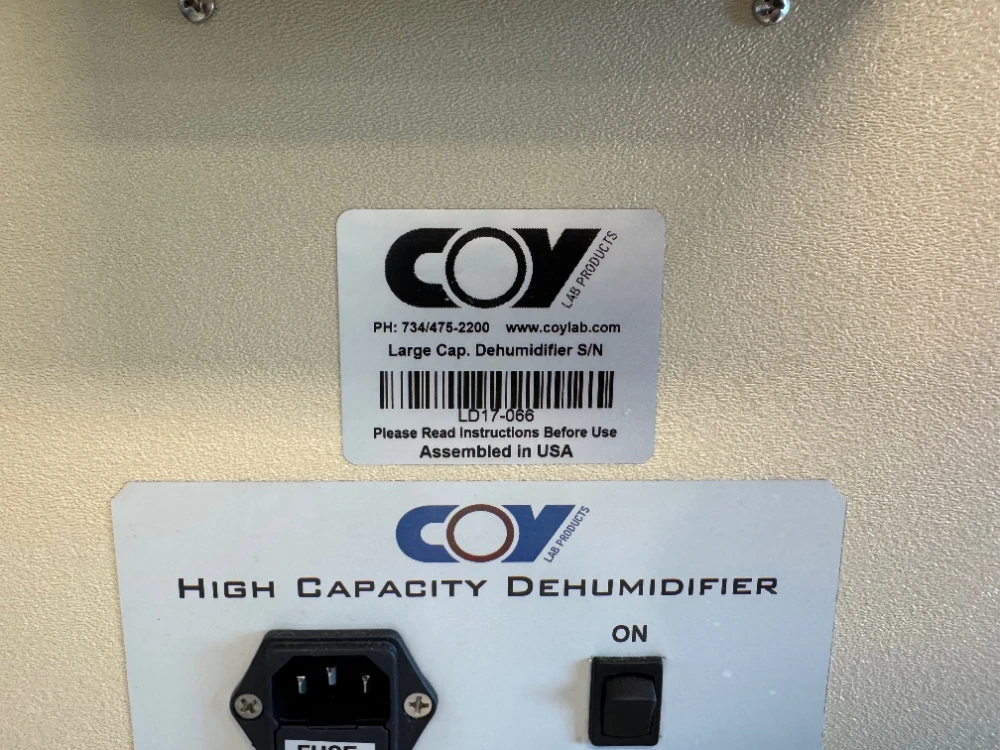 COY
LAB PRODUCTS
PH: 734/475-2200 www.coylab.com
Large Cap. Dehumidifier S/N
LD17-066
Please Read Instructions Before Use
Assembled in USA
COY
LAB PRODUCTS
HIGH CAPACITY DEHUMIDIFIER
ON
FUSE